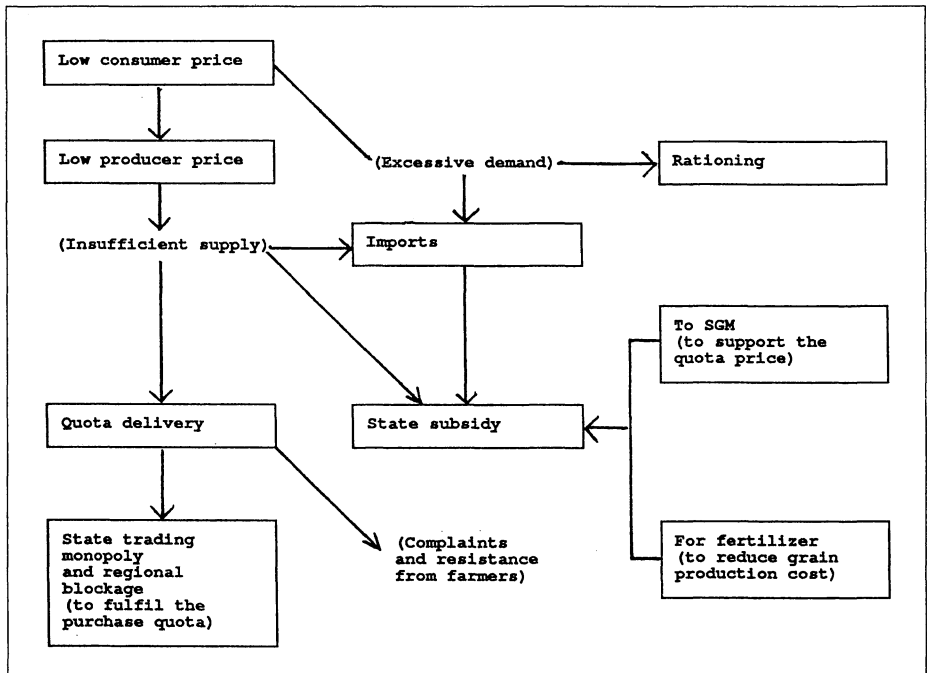 Low consumer price
Low producer price
(Excessive demand)
Rationing
(Insufficient supply)
Imports
To SGM
(to support the
quota price)
Quota delivery
State subsidy
State trading
monopoly
and regional
blockage
(to fulfil the
purchase quota)
(Complaints
and resistance
from farmers)
For fertilizer
(to reduce grain
production cost)